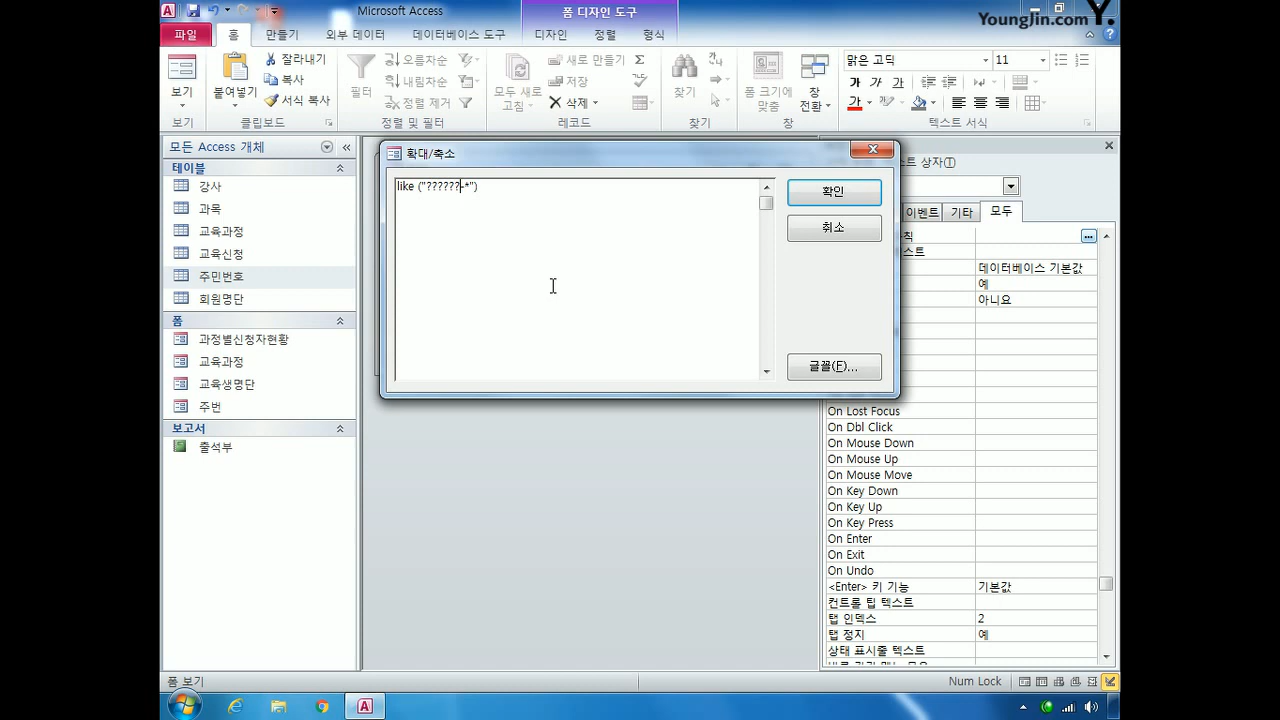 Microsoft Access
폼 디자인 도구
YoungJin.com Y.
파일
홈
만들기
외부 데이터
데이터베이스 도구
디자인
정렬
형식
보기
붙여넣기
잘라내기
복사
서식 복사
필터
오름차순
내림차순
정렬 제거
모두 새로
고침
새로 만들기
저장
삭제
찾기
폼 크기에
맞춤
창
전환
맑은 고딕
11
가 가 가
가
보기
클립보드
정렬 및 필터
레코드
찾기
창
텍스트 서식
모든 Access 개체
테이블
강사
과목
교육과정
교육신청
주민번호
회원명단
폼
과정별신청자현황
교육과정
교육생명단
주번
보고서
출석부
확대/축소
like ("??????-*")
확인
취소
글꼴(F)...
스트 상자(T)
이벤트
기타
모두
칙
스트
데이터베이스 기본값
예
아니요
On Lost Focus
On Dbl Click
On Mouse Down
On Mouse Up
On Mouse Move
On Key Down
On Key Up
On Key Press
On Enter
On Exit
On Undo
<Enter> 키 기능 기본값
컨트롤 팁 텍스트
탭 인덱스 2
탭 정지 예
상태 표시줄 텍스트
폼 보기
Num Lock